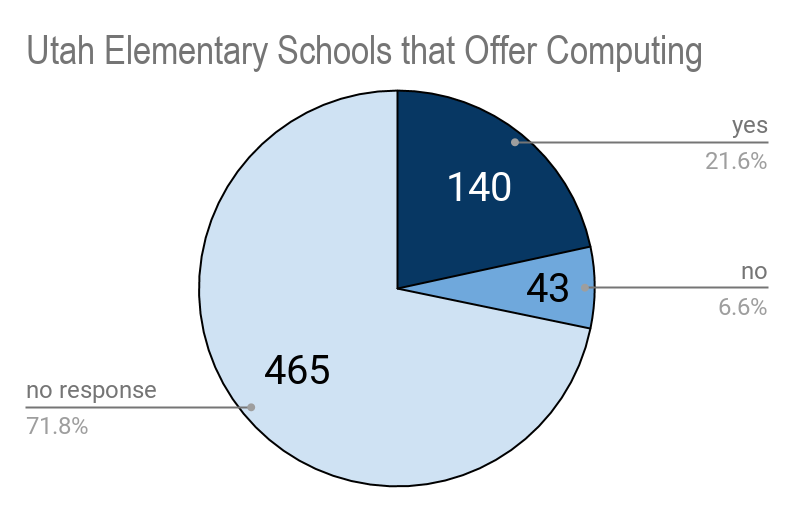 Utah Elementary Schools that Offer Computing
yes
21.6%
140
no
6.6%
43
465
no response
71.8%